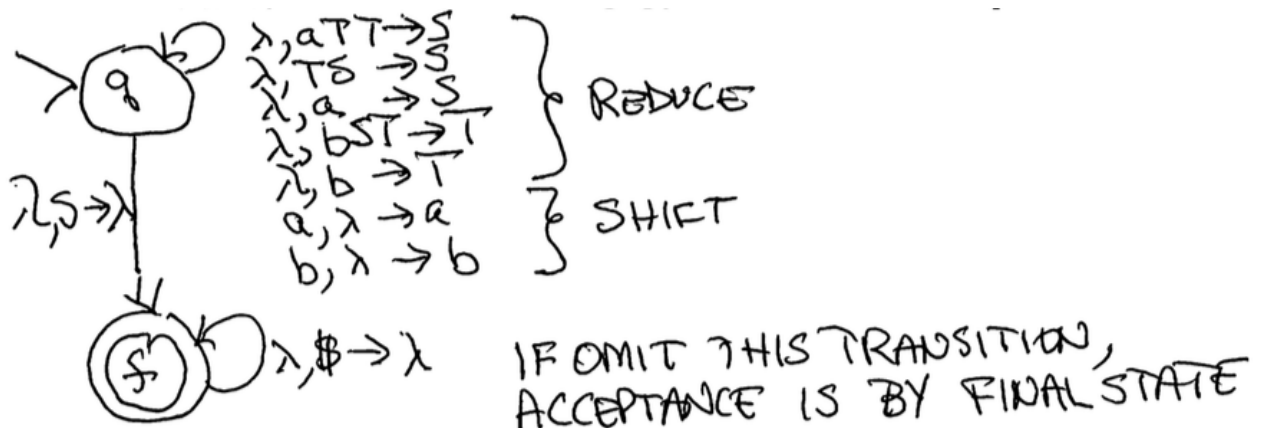 λ, aTT→S
λ, TS →S
λ, a →S
q
REDUCE
λ, bST→T
λ, b →T
λ, S→λ
a, λ →a
SHIFT
b, λ → b
f
λ, $→λ
IF OMIT THIS TRANSITION,
ACCEPTANCE IS BY FINAL STATE